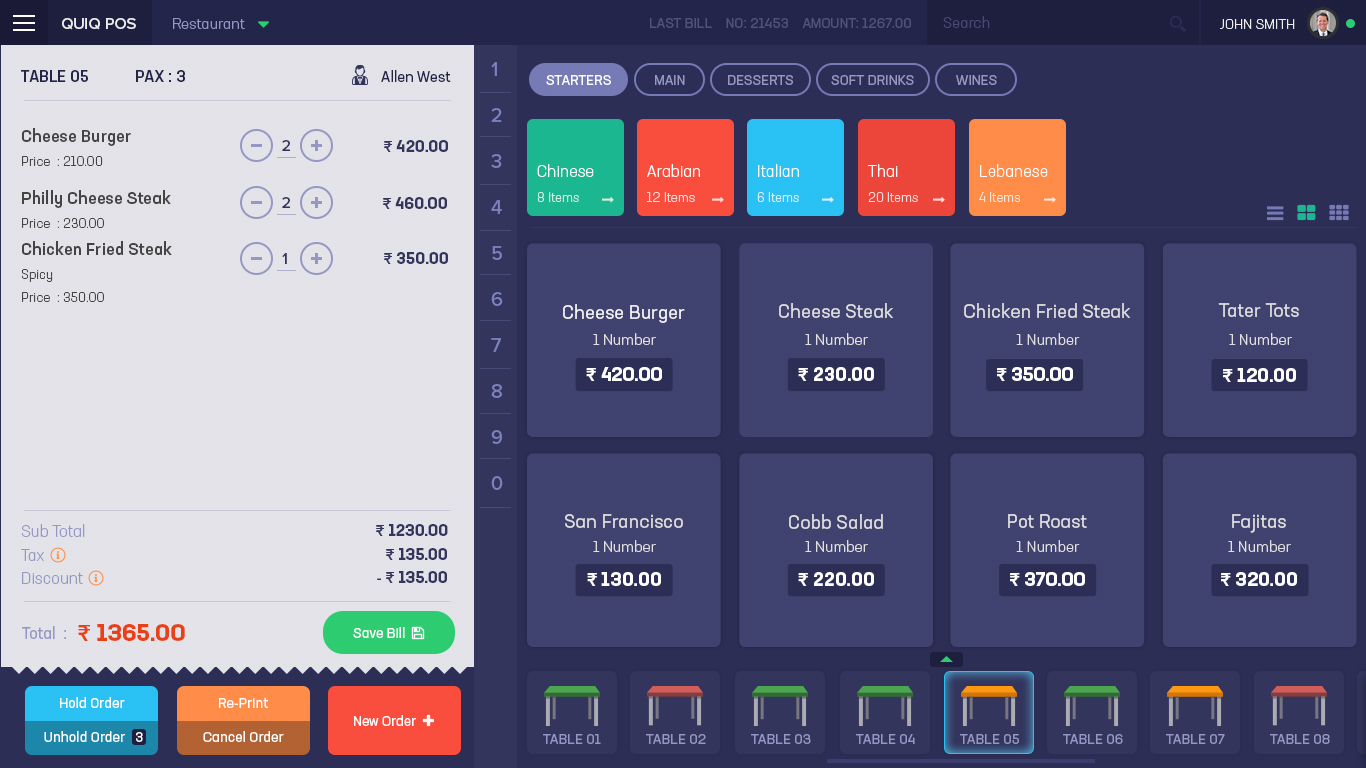 QUIQ POS
Restaurant
LAST BILL NO: 21453 AMOUNT: 1267.00
Search
JOHN SMITH
TABLE 05 PAX : 3
Allen West
Cheese Burger
Price : 210.00
2
₹ 420.00
Philly Cheese Steak
Price : 230.00
2
₹ 460.00
Chicken Fried Steak
Spicy
Price : 350.00
1
₹ 350.00
Sub Total ₹ 1230.00
Tax ₹ 135.00
Discount - ₹ 135.00
Total : ₹ 1365.00
Save Bill
Hold Order
Unhold Order 3
Re-Print
Cancel Order
New Order
1
2
3
4
5
6
7
8
9
0
STARTERS MAIN DESSERTS SOFT DRINKS WINES
Chinese
8 Items
Arabian
12 Items
Italian
6 Items
Thai
20 Items
Lebanese
4 Items
Cheese Burger
1 Number
₹ 420.00
Cheese Steak
1 Number
₹ 230.00
Chicken Fried Steak
1 Number
₹ 350.00
Tater Tots
1 Number
₹ 120.00
San Francisco
1 Number
₹ 130.00
Cobb Salad
1 Number
₹ 220.00
Pot Roast
1 Number
₹ 370.00
Fajitas
1 Number
₹ 320.00
TABLE 01
TABLE 02
TABLE 03
TABLE 04
TABLE 05
TABLE 06
TABLE 07
TABLE 08